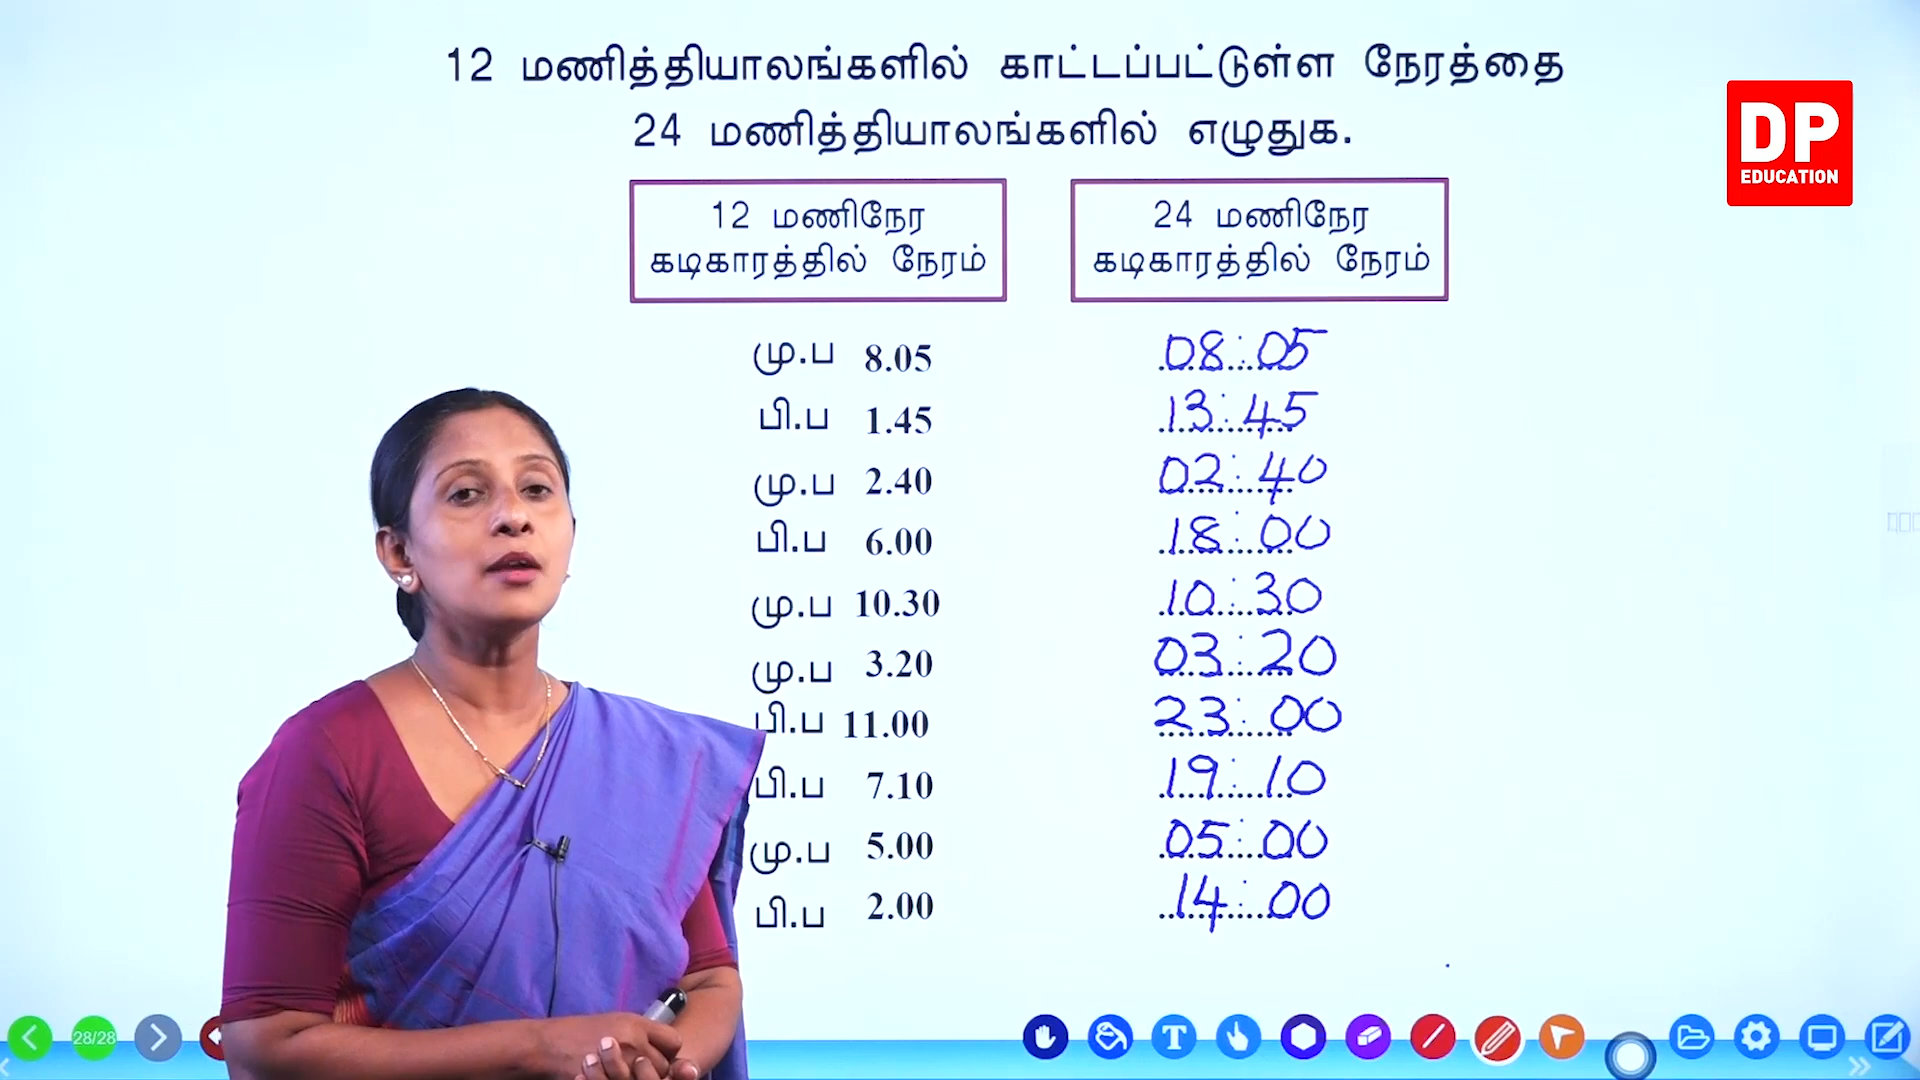 12 மணித்தியாலங்களில் காட்டப்பட்டுள்ள நேரத்தை
24 மணித்தியாலங்களில் எழுதுக.
DP
EDUCATION
12 மணிநேர
கடிகாரத்தில் நேரம்
24 மணிநேர
கடிகாரத்தில் நேரம்
மு.ப 8.05 08:05
பி.ப 1.45 13:45
மு.ப 2.40 02:40
பி.ப 6.00 18:00
மு.ப 10.30 10:30
மு.ப 3.20 03:20
பி.ப 11.00 23:00
பி.ப 7.10 19:10
மு.ப 5.00 05:00
பி.ப 2.00 14:00
28/28